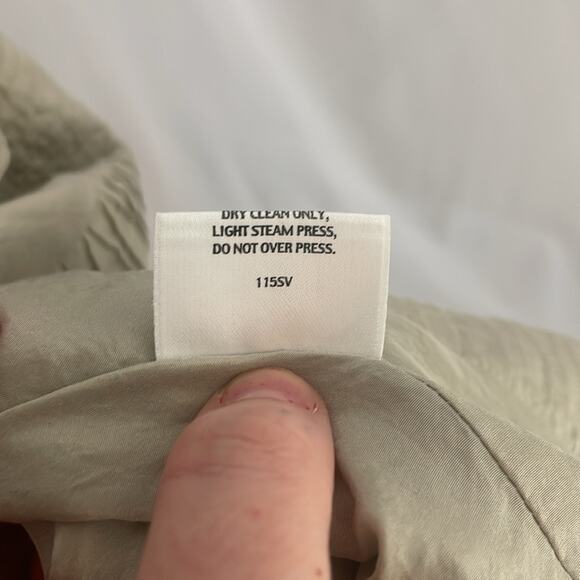 DRY CLEAN ONLY,
LIGHT STEAM PRESS,
DO NOT OVER PRESS.
115SV